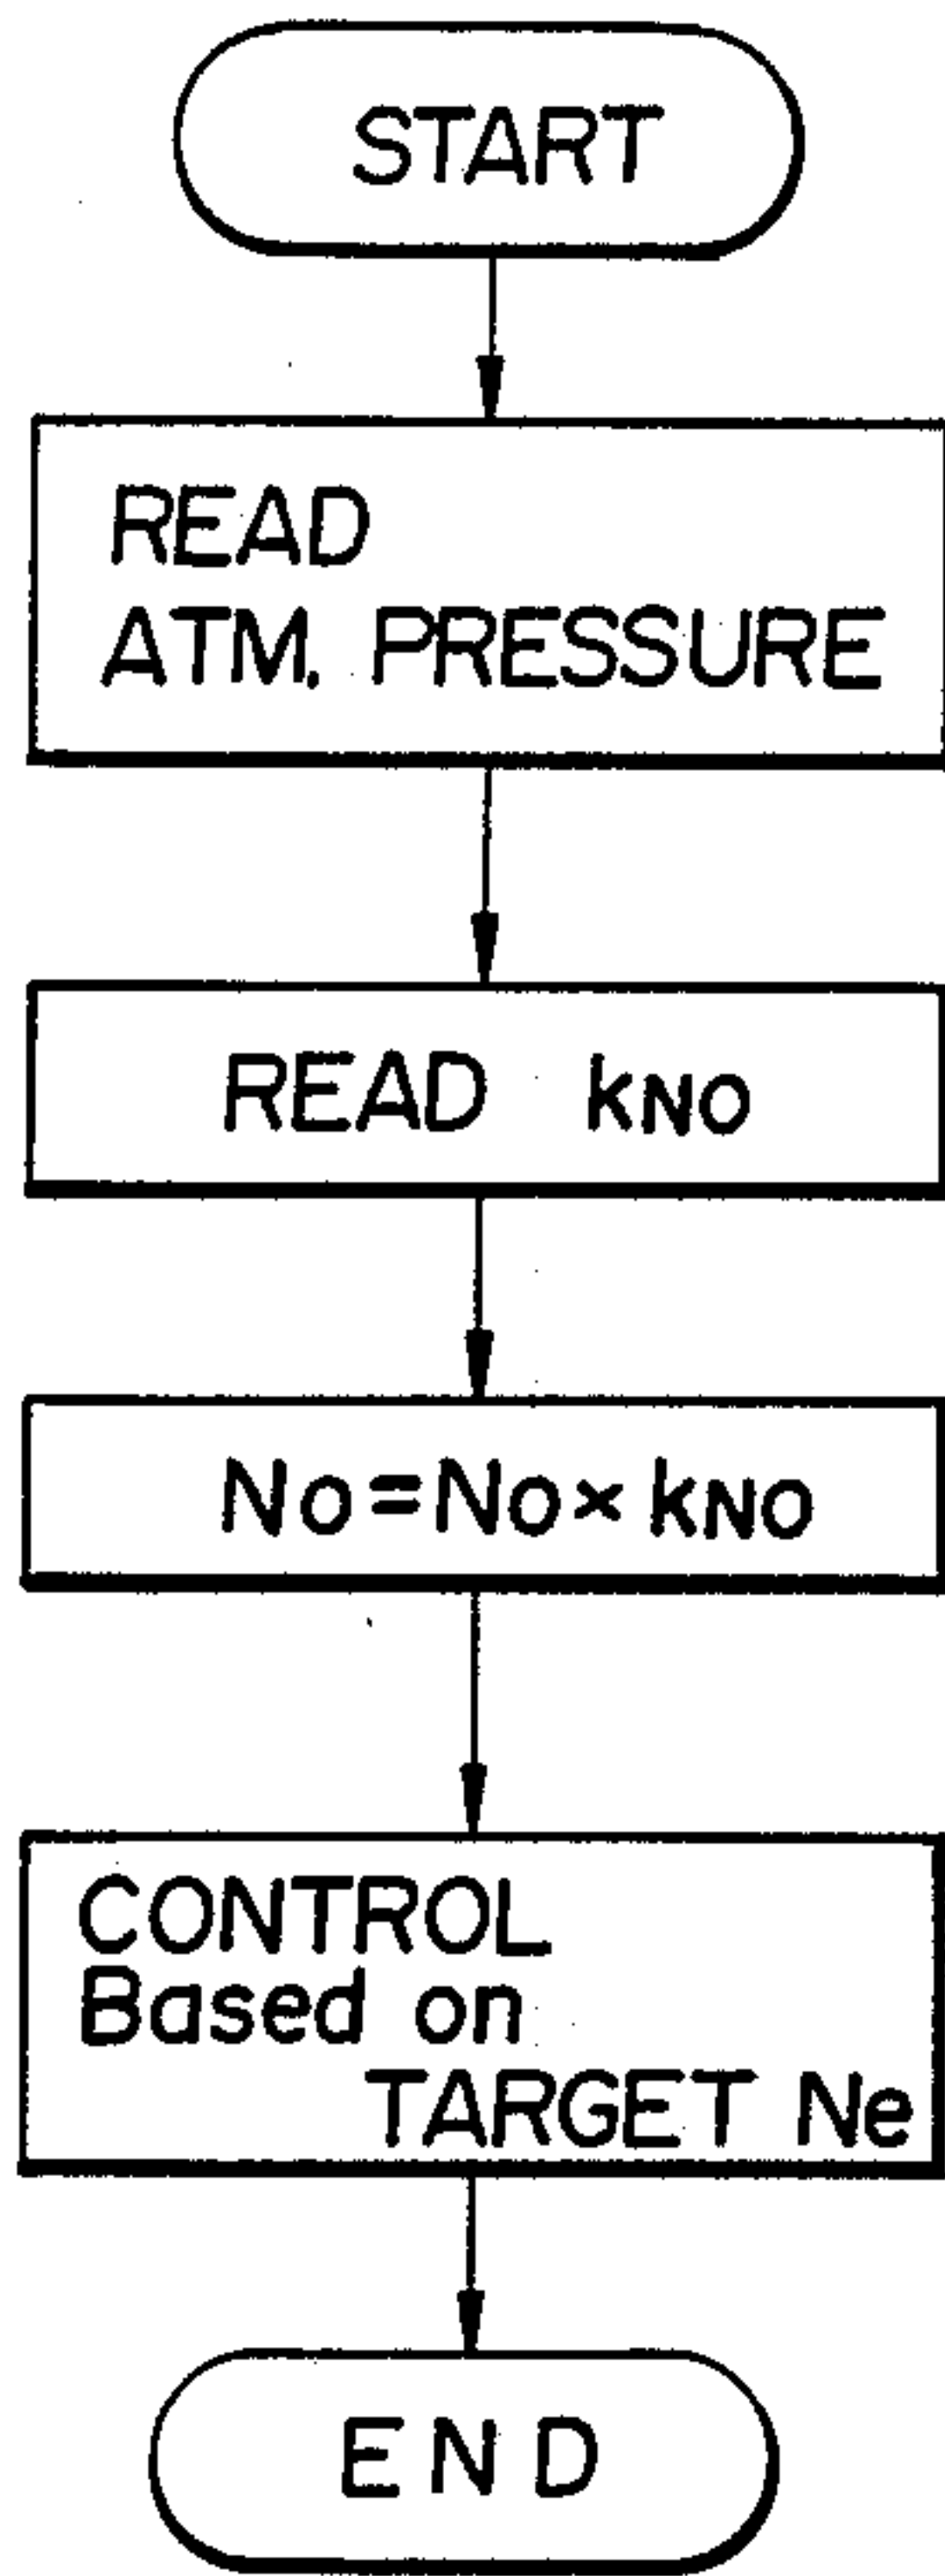 START
READ
ATM. PRESSURE
READ kNO
No=No×kNO
CONTROL
Based on
TARGET Ne
END